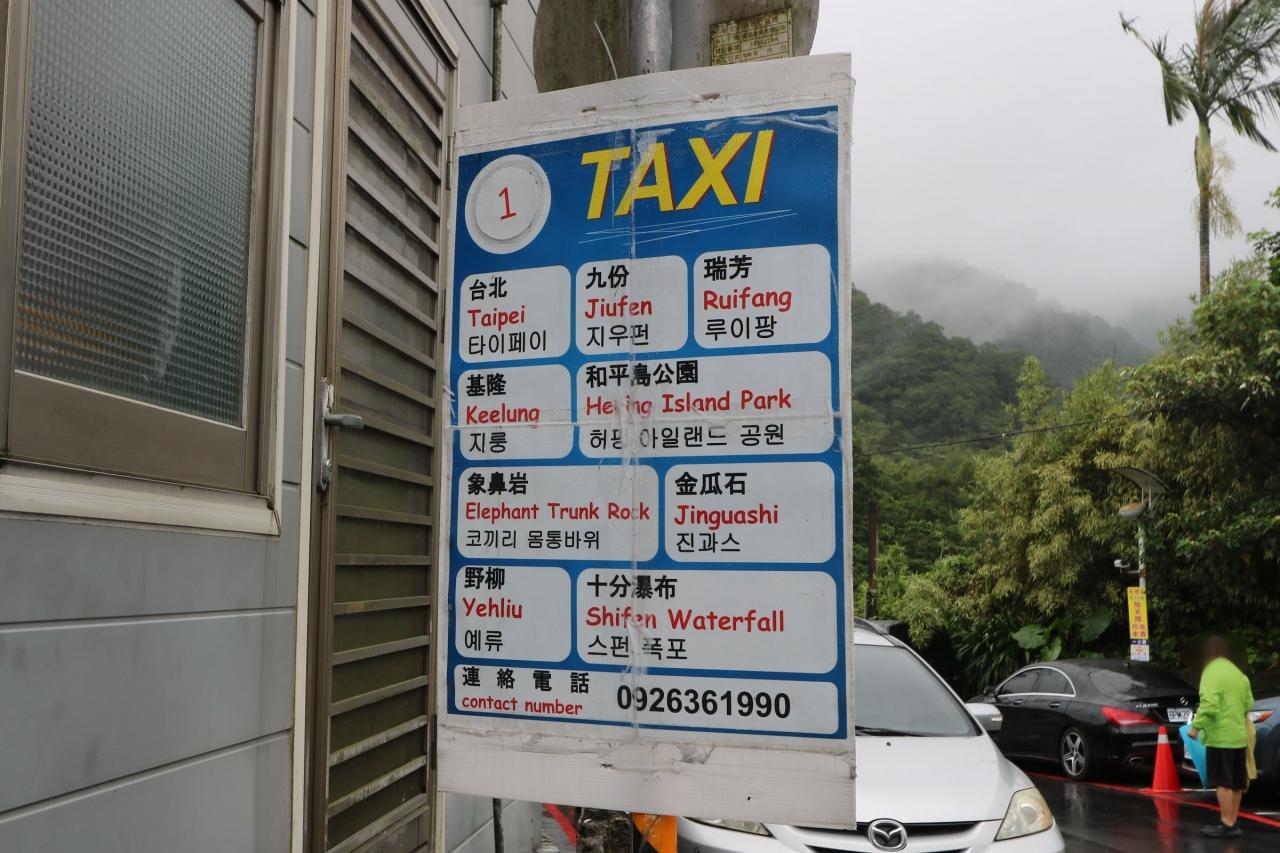 1
TAXI
台北
Taipei
타이페이
九份
Jiufen
지우펀
瑞芳
Ruifang
루이팡
基隆
Keelung
지룽
和平島公園
Island Park
허핑 아일랜드 공원
象鼻岩
Elephant Trunk Rock
코끼리 몸통바위
金瓜石
Jinguashi
진과스
野柳
Yehliu
예류
十分瀑布
Shifen Waterfall
스펀 폭포
連絡電話
contact number
0926361990